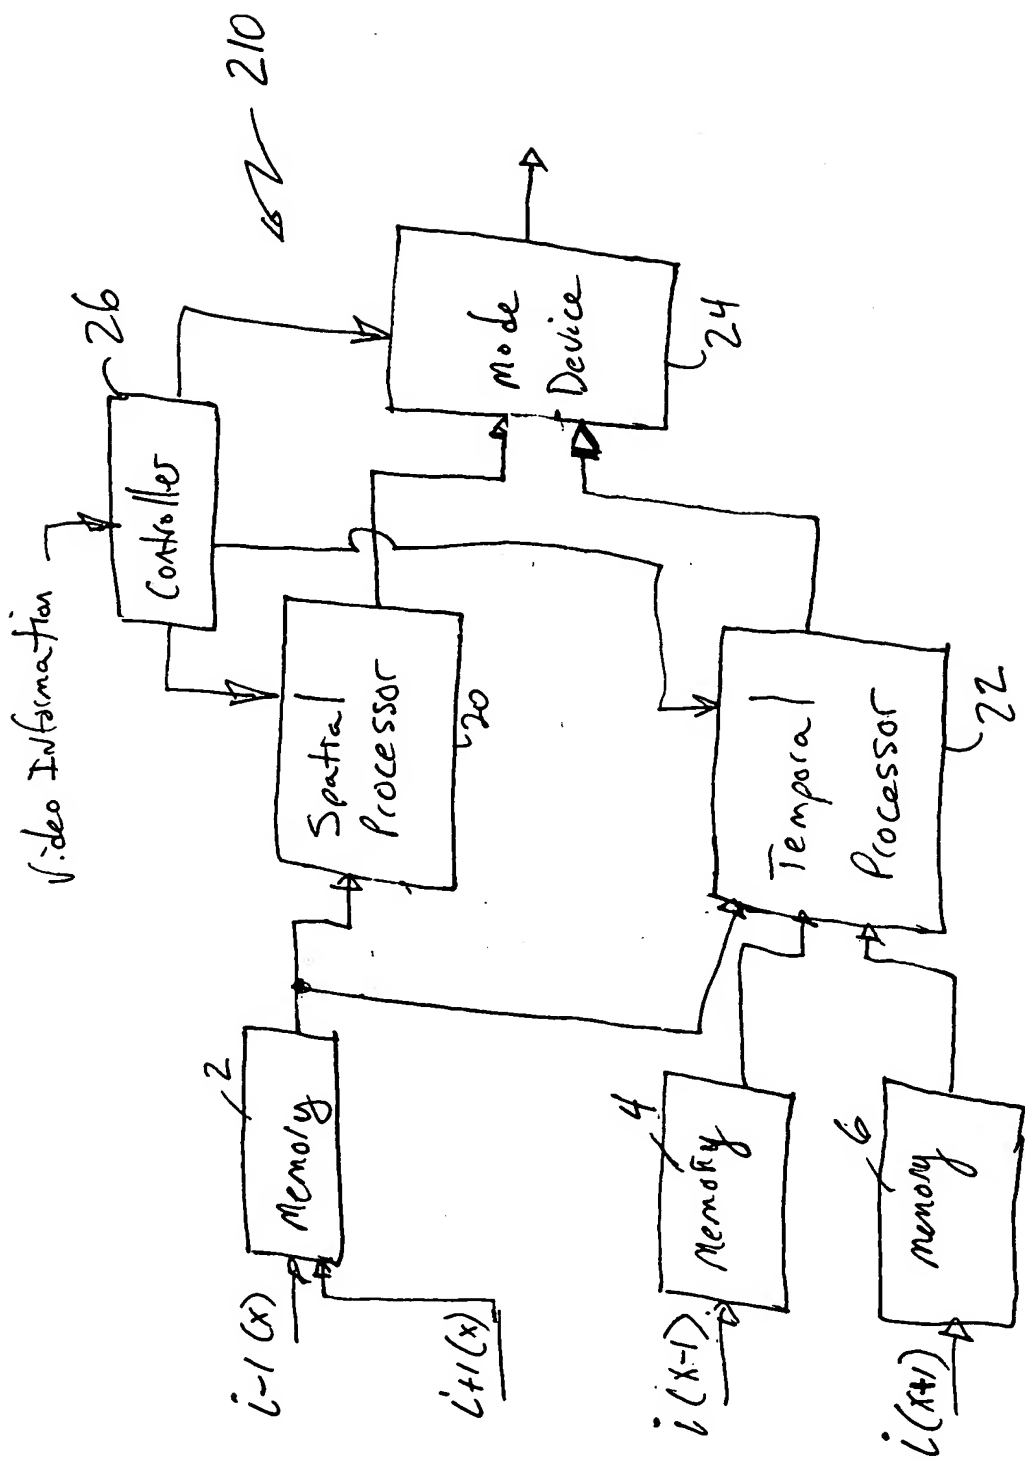 210
Video Information
Controller
26
Spatial
Processor
20
Mode
Device
24
Memory
2
i-1(x)
i+1(x)
Temporal
Processor
22
Memory
4
i(x-1)
Memory
6
i(x+1)